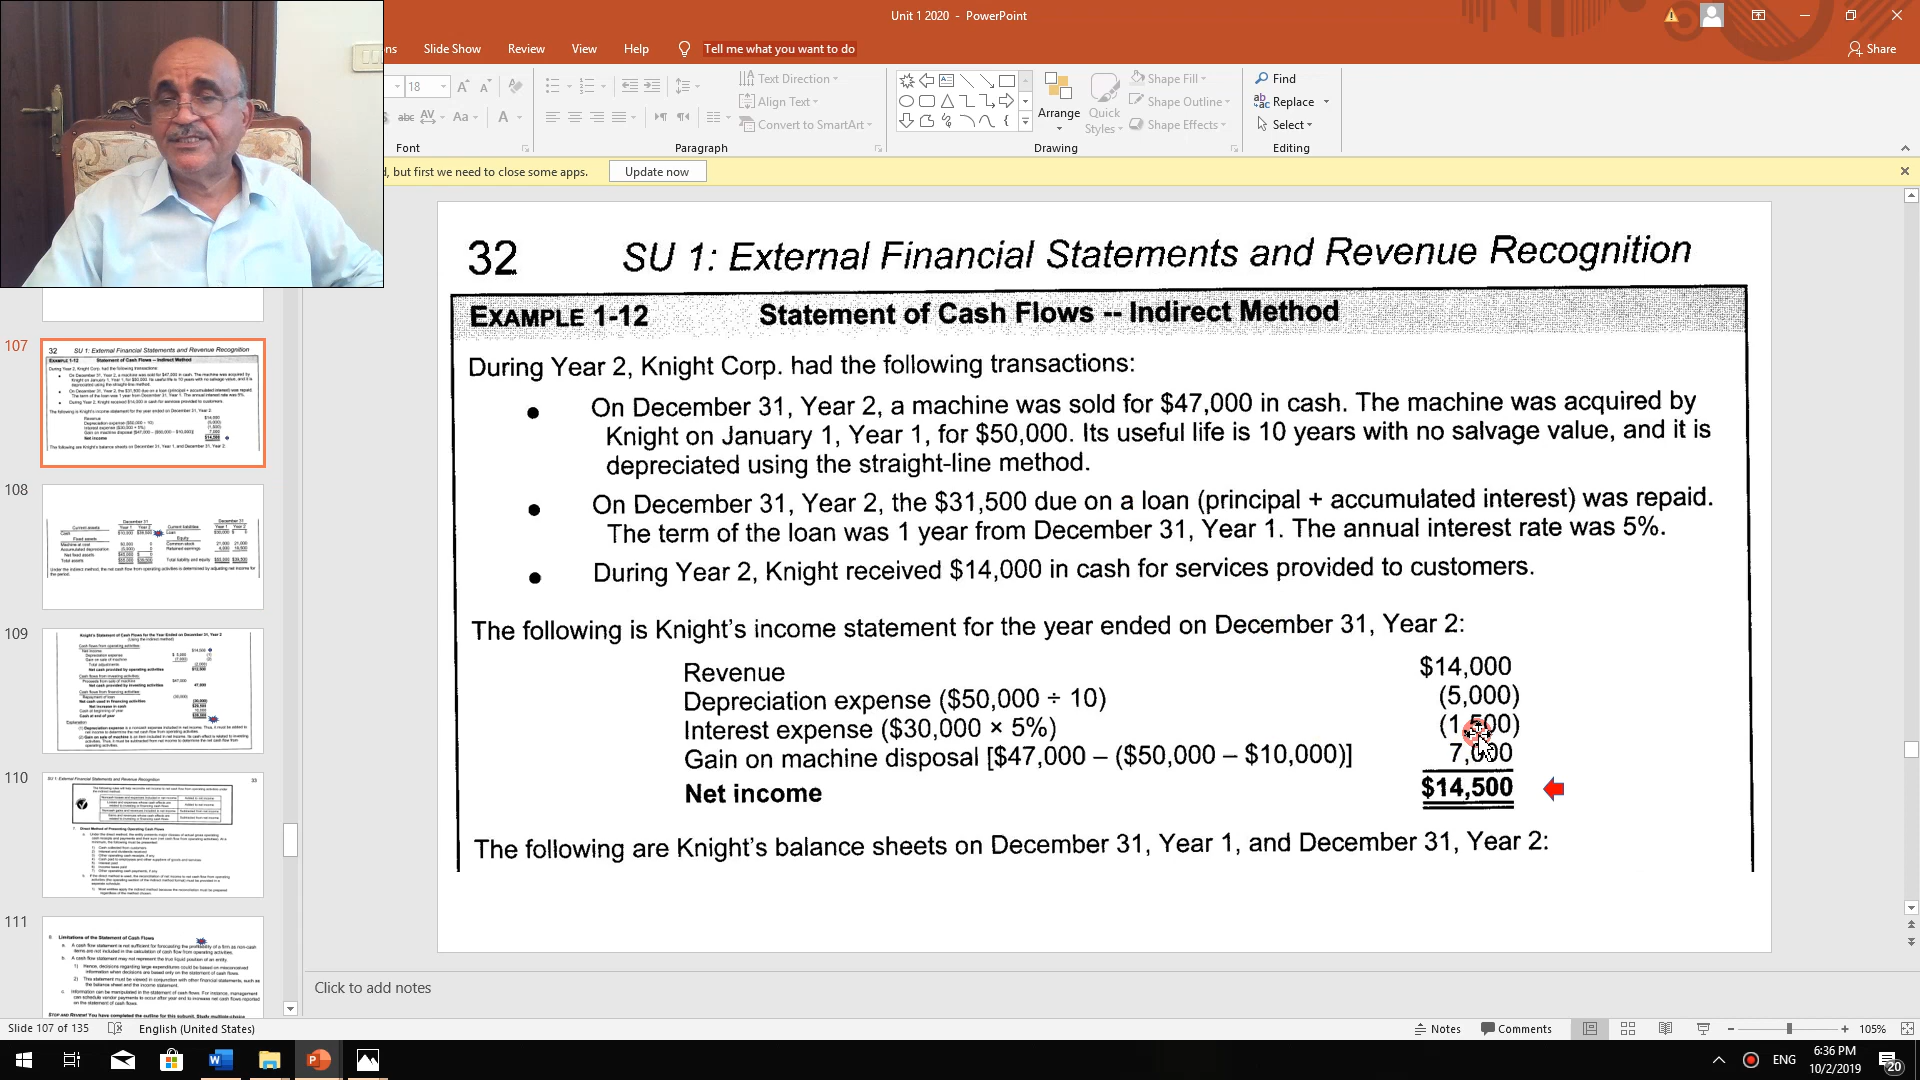 Unit 1 2020 - PowerPoint
ns Slide Show Review View Help Tell me what you want to do Share
18 A A
Text Direction
Align Text
Convert to SmartArt
abc AV Aa A
Arrange
Quick
Styles
Shape Fill
Shape Outline
Shape Effects
Find
Replace
Select
Font Paragraph Drawing Editing
d, but first we need to close some apps. Update now
107
108
109
110
111
32 SU 1: External Financial Statements and Revenue Recognition
EXAMPLE 1-12 Statement of Cash Flows -- Indirect Method
During Year 2, Knight Corp. had the following transactions:
● On December 31, Year 2, a machine was sold for $47,000 in cash. The machine was acquired by
Knight on January 1, Year 1, for $50,000. Its useful life is 10 years with no salvage value, and it is
depreciated using the straight-line method.
● On December 31, Year 2, the $31,500 due on a loan (principal + accumulated interest) was repaid.
The term of the loan was 1 year from December 31, Year 1. The annual interest rate was 5%.
● During Year 2, Knight received $14,000 in cash for services provided to customers.
The following is Knight's income statement for the year ended on December 31, Year 2:
Revenue $14,000
Depreciation expense ($50,000 ÷ 10) (5,000)
Interest expense ($30,000 × 5%) (1,500)
Gain on machine disposal [$47,000 – ($50,000 – $10,000)] 7,000
Net income $14,500
The following are Knight's balance sheets on December 31, Year 1, and December 31, Year 2:
Click to add notes
Slide 107 of 135 English (United States) Notes Comments 105%
ENG
6:36 PM
10/2/2019
20